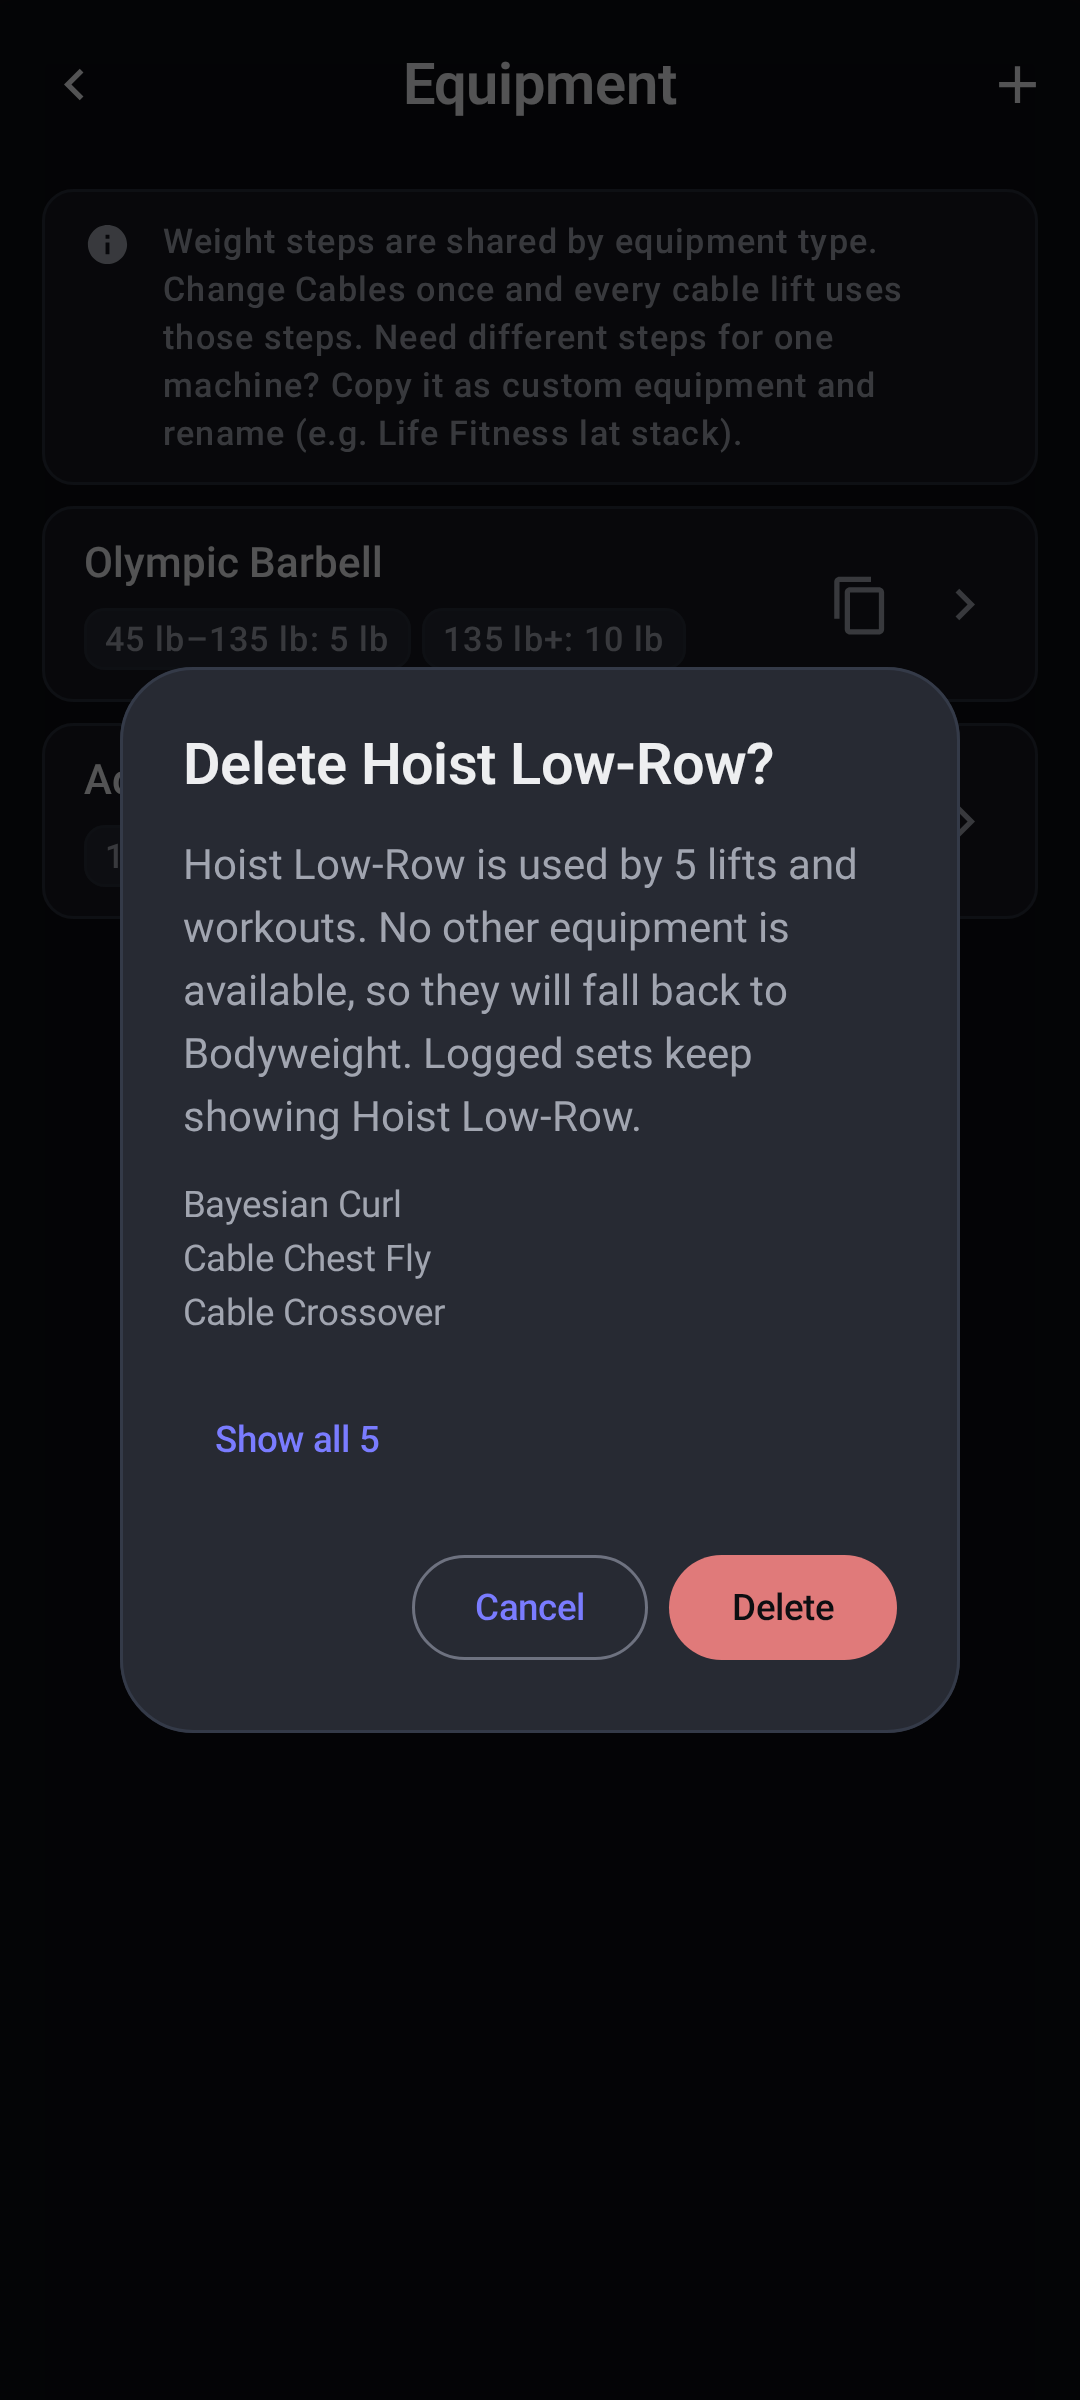 Equipment
Weight steps are shared by equipment type.
Change Cables once and every cable lift uses
those steps. Need different steps for one
machine? Copy it as custom equipment and
rename (e.g. Life Fitness lat stack).
Olympic Barbell
45 lb–135 lb: 5 lb
135 lb+: 10 lb
Delete Hoist Low-Row?
Hoist Low-Row is used by 5 lifts and
workouts. No other equipment is
available, so they will fall back to
Bodyweight. Logged sets keep
showing Hoist Low-Row.
Bayesian Curl
Cable Chest Fly
Cable Crossover
Show all 5
Cancel
Delete